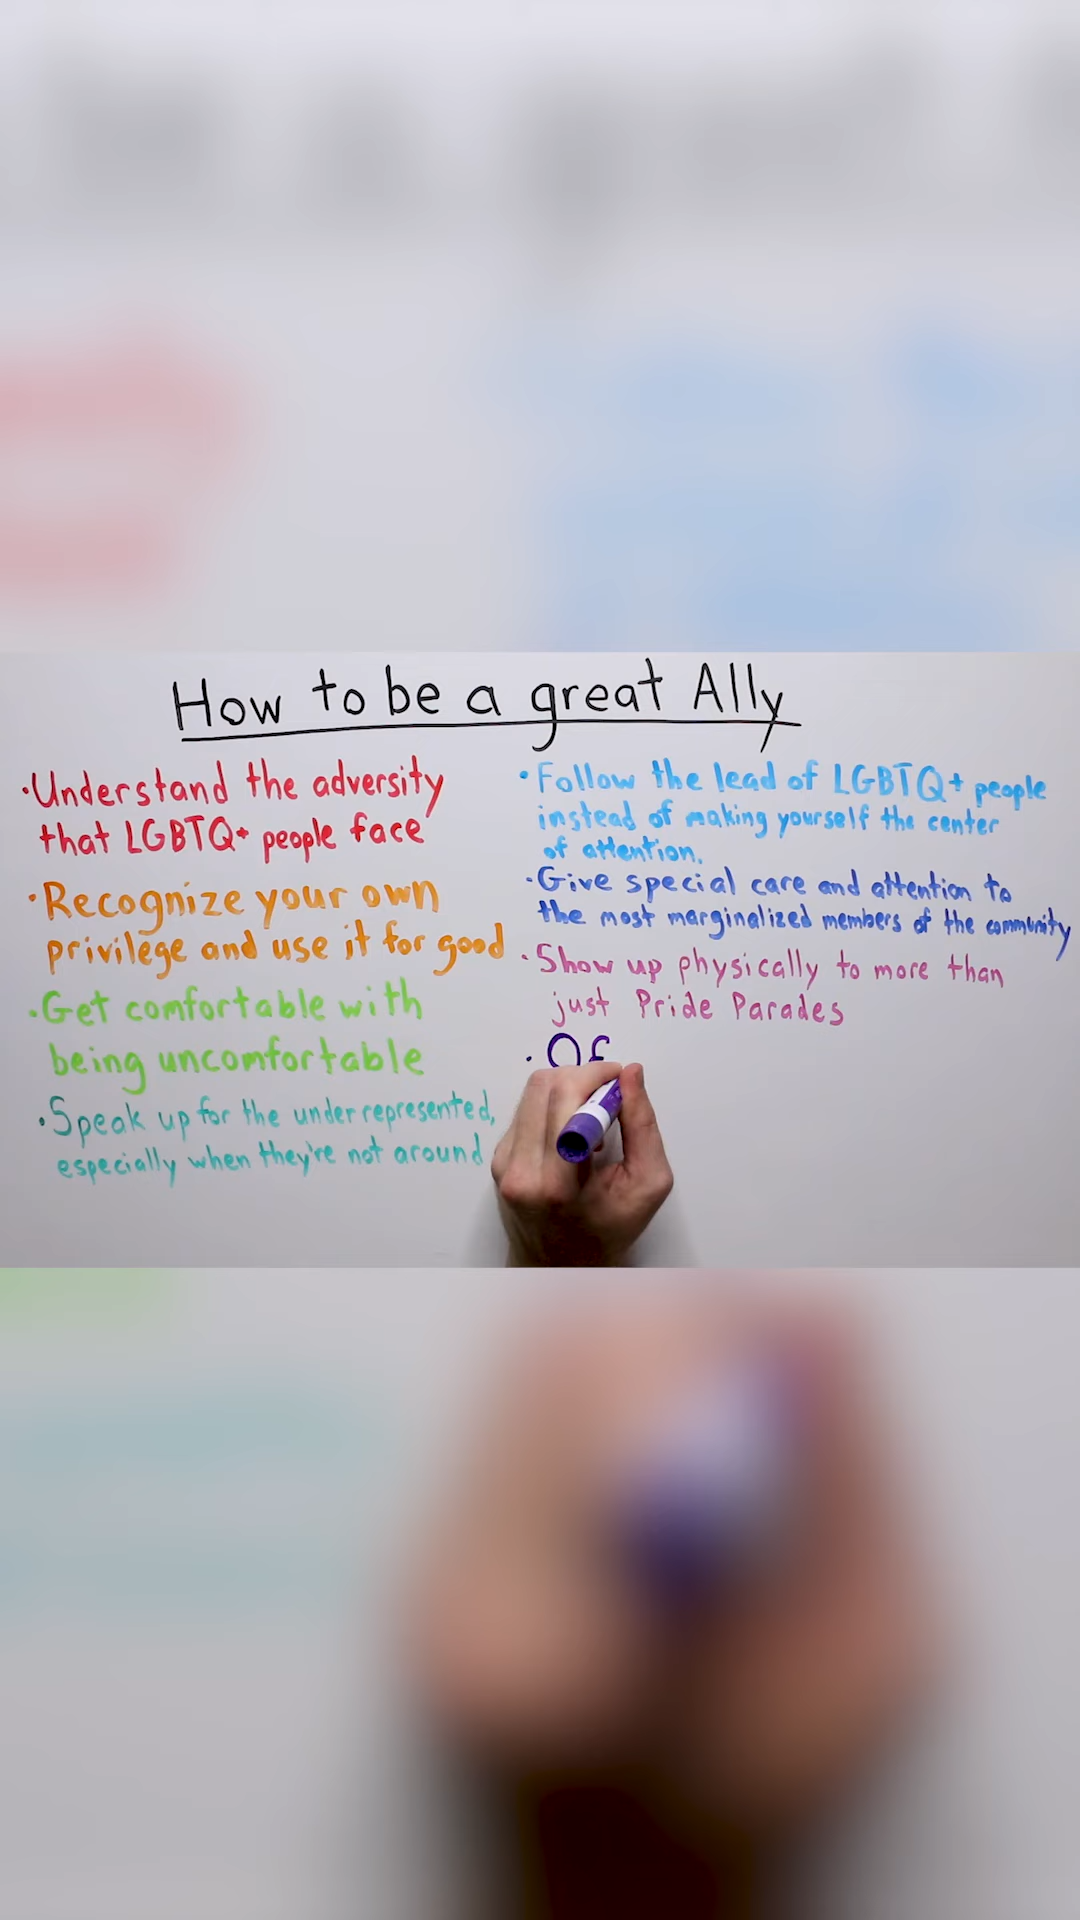 How to be a great Ally
·Understand the adversity
that LGBTQ+ people face
·Recognize your own
privilege and use it for good
·Get comfortable with
being uncomfortable
·Speak up for the underrepresented,
especially when they're not around
·Follow the lead of LGBTQ+ people
instead of making yourself the center
of attention.
·Give special care and attention to
the most marginalized members of the community
·Show up physically to more than
just Pride Parades
·Of